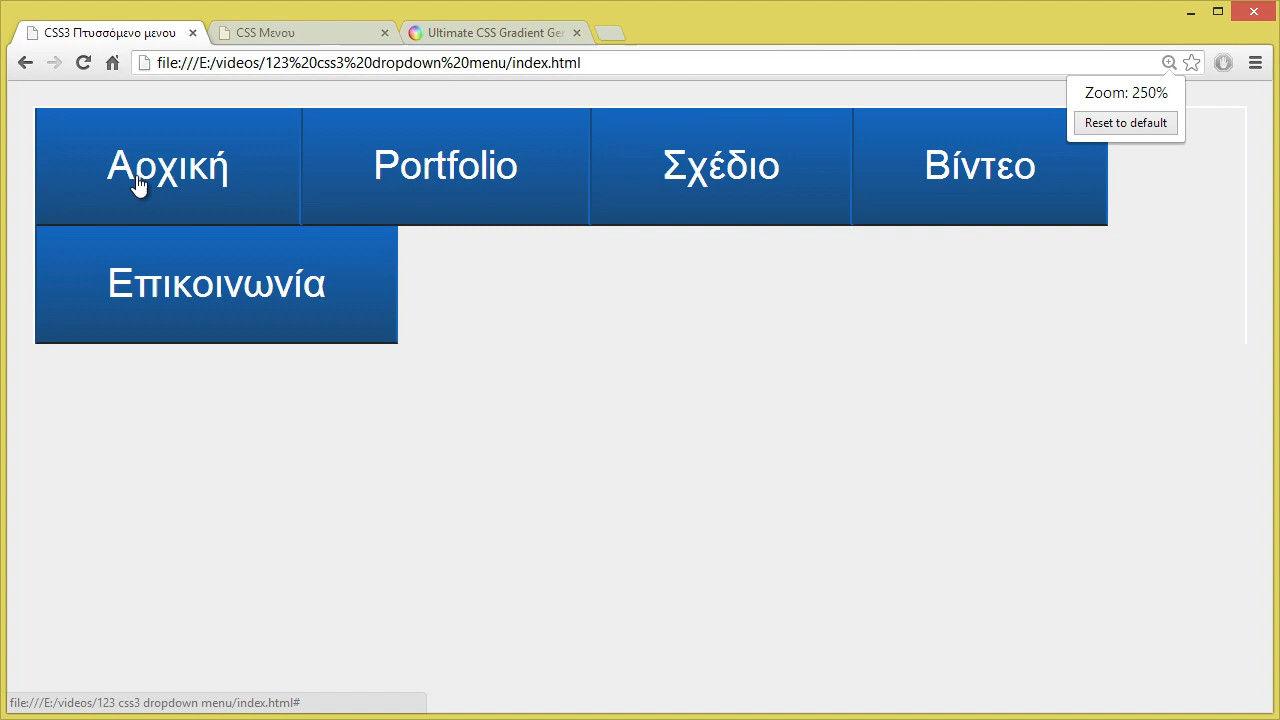 CSS3 Πτυσσόμενο μενου
CSS Μενου
Ultimate CSS Gradient Gen
file:///E:/videos/123%20css3%20dropdown%20menu/index.html
Zoom: 250%
Reset to default
Αρχική
Portfolio
Σχέδιο
Βίντεο
Επικοινωνία
file:///E:/videos/123 css3 dropdown menu/index.html#